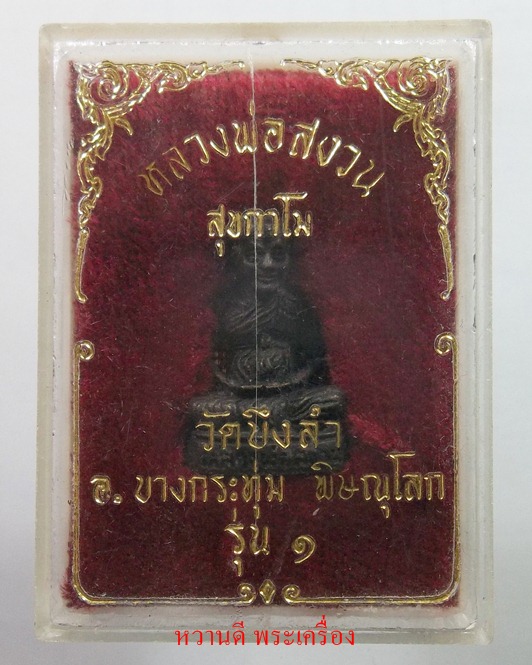 หลวงพ่อสงวน
สุขกาโม
วัดบึงลำ
อ. บางกระทุ่ม พิษณุโลก
รุ่น ๑
หวานดี พระเครื่อง